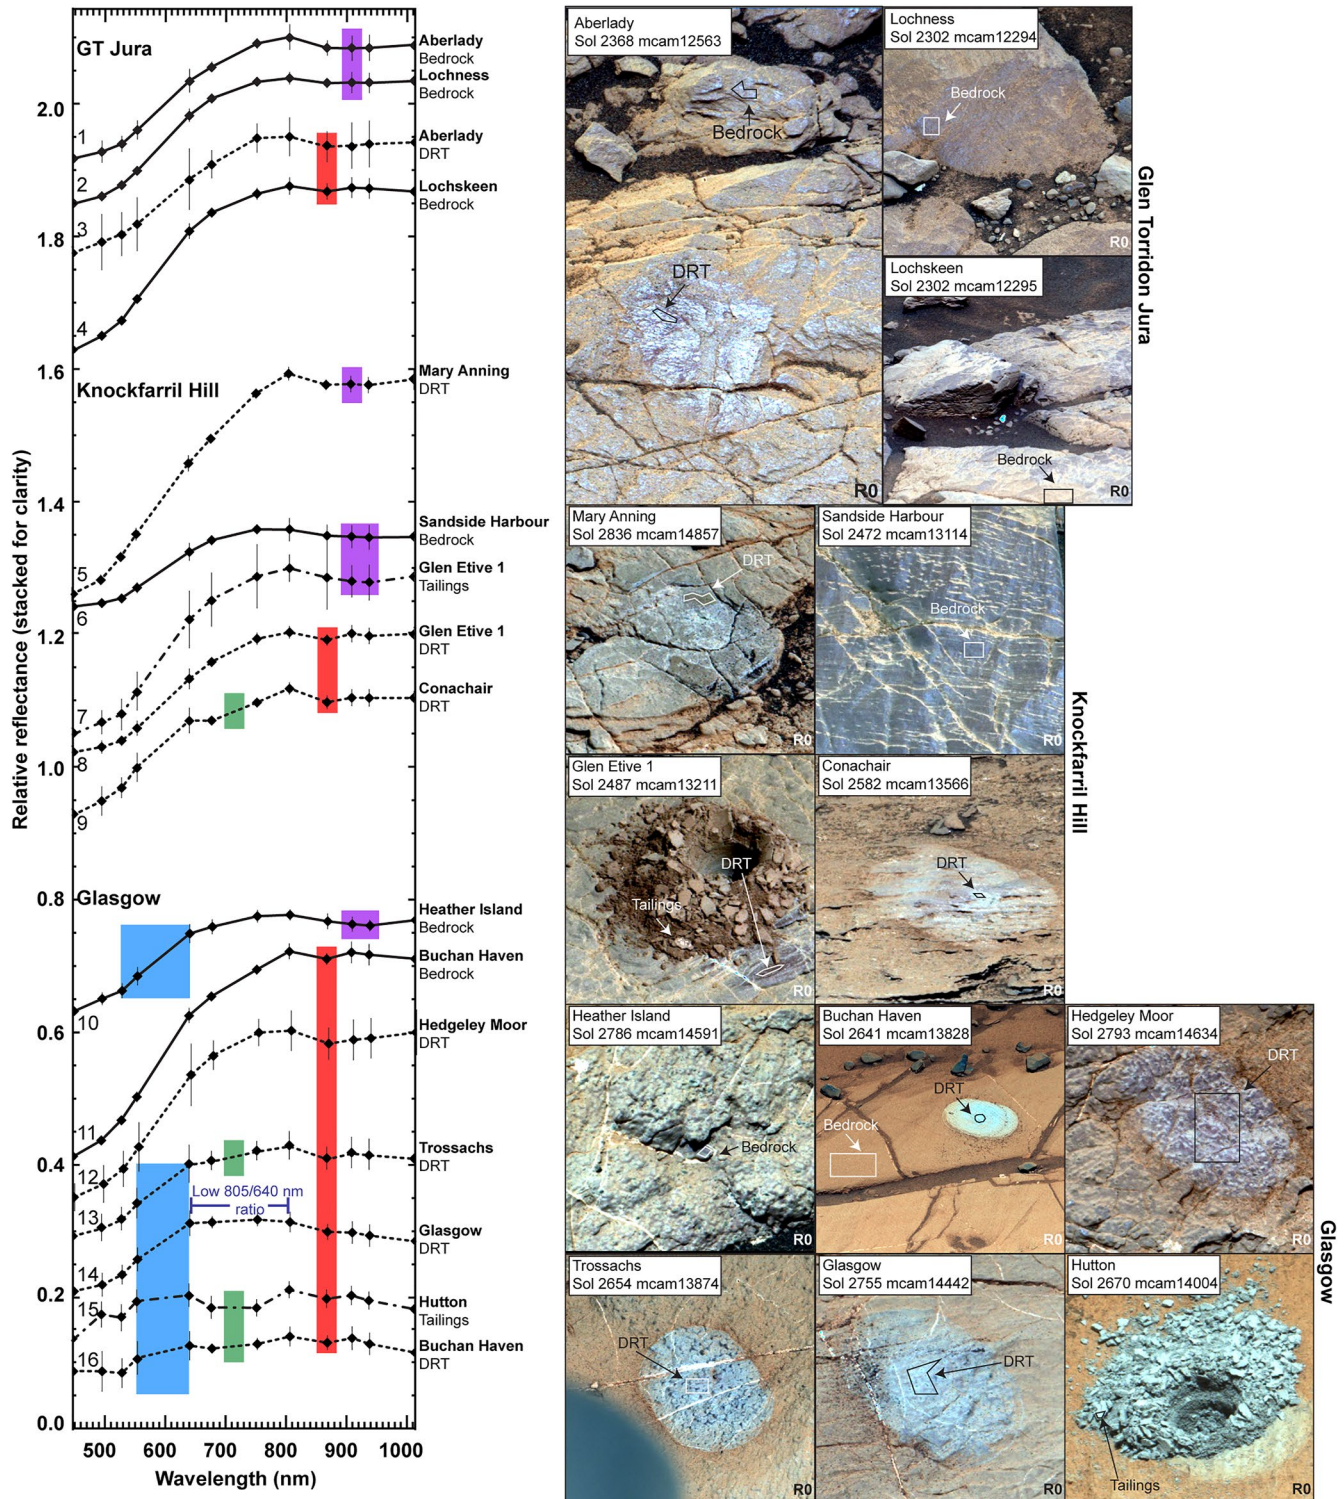 GT Jura
Aberlady
Bedrock
Lochness
Bedrock
Aberlady
DRT
Lochskeen
Bedrock
1
2
3
4
Knockfarril Hill
Mary Anning
DRT
Sandside Harbour
Bedrock
Glen Etive 1
Tailings
Glen Etive 1
DRT
Conachair
DRT
5
6
7
8
9
Glasgow
Heather Island
Bedrock
Buchan Haven
Bedrock
Hedgeley Moor
DRT
Trossachs
DRT
Low 805/640 nm
ratio
Glasgow
DRT
Hutton
Tailings
Buchan Haven
DRT
10
11
12
13
14
15
16
2.0
1.8
1.6
1.4
1.2
1.0
0.8
0.6
0.4
0.2
0.0
Relative reflectance (stacked for clarity)
500 600 700 800 900 1000
Wavelength (nm)
Aberlady
Sol 2368 mcam12563
Bedrock
DRT
R0
Lochness
Sol 2302 mcam12294
Bedrock
R0
Lochskeen
Sol 2302 mcam12295
Bedrock
R0
Glen Torridon Jura
Mary Anning
Sol 2836 mcam14857
DRT
R0
Sandside Harbour
Sol 2472 mcam13114
Bedrock
R0
Glen Etive 1
Sol 2487 mcam13211
DRT
Tailings
R0
Conachair
Sol 2582 mcam13566
DRT
R0
Knockfarril Hill
Heather Island
Sol 2786 mcam14591
Bedrock
R0
Buchan Haven
Sol 2641 mcam13828
DRT
Bedrock
R0
Hedgeley Moor
Sol 2793 mcam14634
DRT
R0
Trossachs
Sol 2654 mcam13874
DRT
R0
Glasgow
Sol 2755 mcam14442
DRT
R0
Hutton
Sol 2670 mcam14004
Tailings
R0
Glasgow